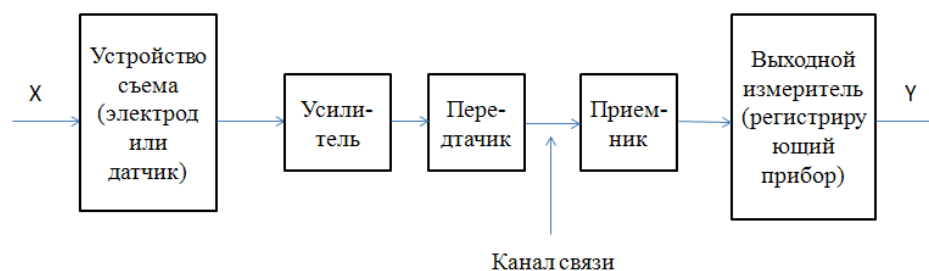 X
Устройство
съема
(электрод
или
датчик)
Усили-
тель
Пере-
дтачик
Прием-
ник
Выходной
измеритель
(регистриру
ющий
прибор)
Y
Канал связи